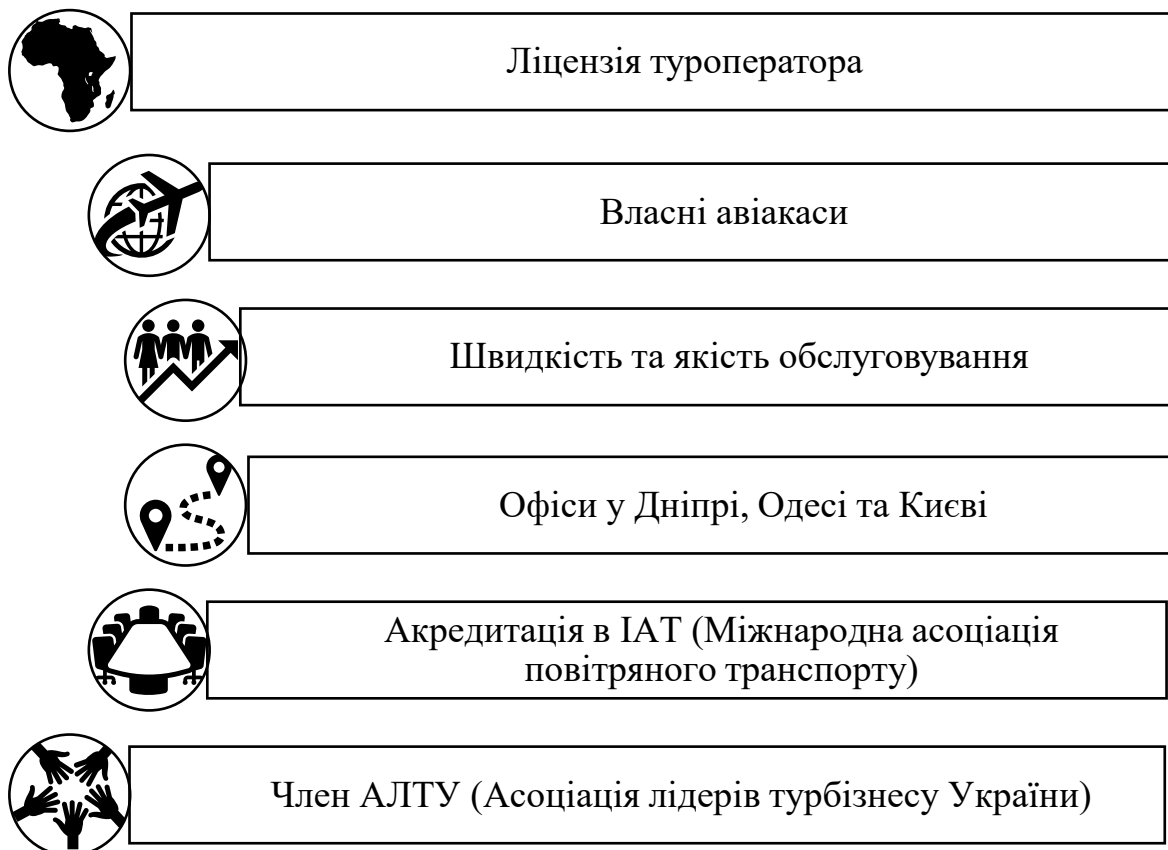 Ліцензія туроператора
Власні авіакаси
Швидкість та якість обслуговування
Офіси у Дніпрі, Одесі та Києві
Акредитація в ІАТ (Міжнародна асоціація
повітряного транспорту)
Член АЛТУ (Асоціація лідерів турбізнесу України)